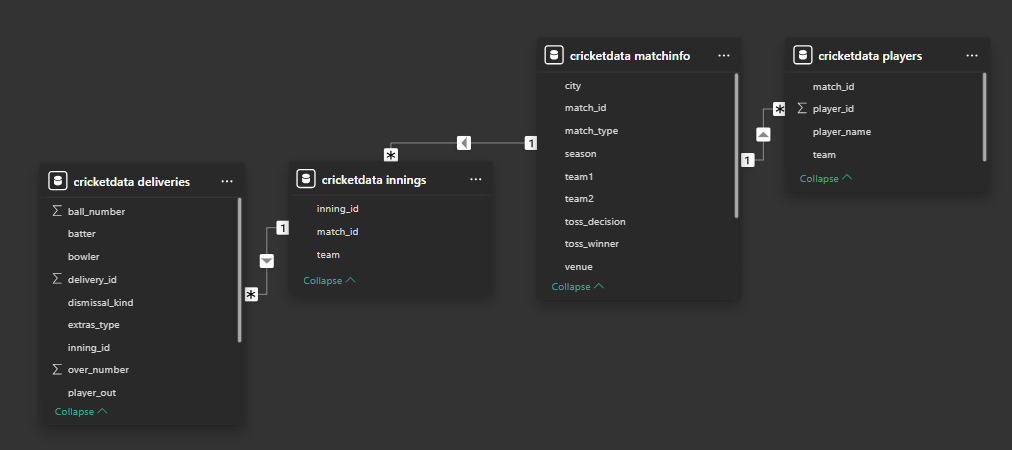 cricketdata deliveries
...
Σ ball_number
batter
bowler
Σ delivery_id
dismissal_kind
extras_type
inning_id
Σ over_number
player_out
Collapse
1
*
cricketdata innings
...
inning_id
match_id
team
Collapse
*
1
cricketdata matchinfo
...
city
match_id
match_type
season
team1
team2
toss_decision
toss_winner
venue
Collapse
1
*
cricketdata players
...
match_id
Σ player_id
player_name
team
Collapse